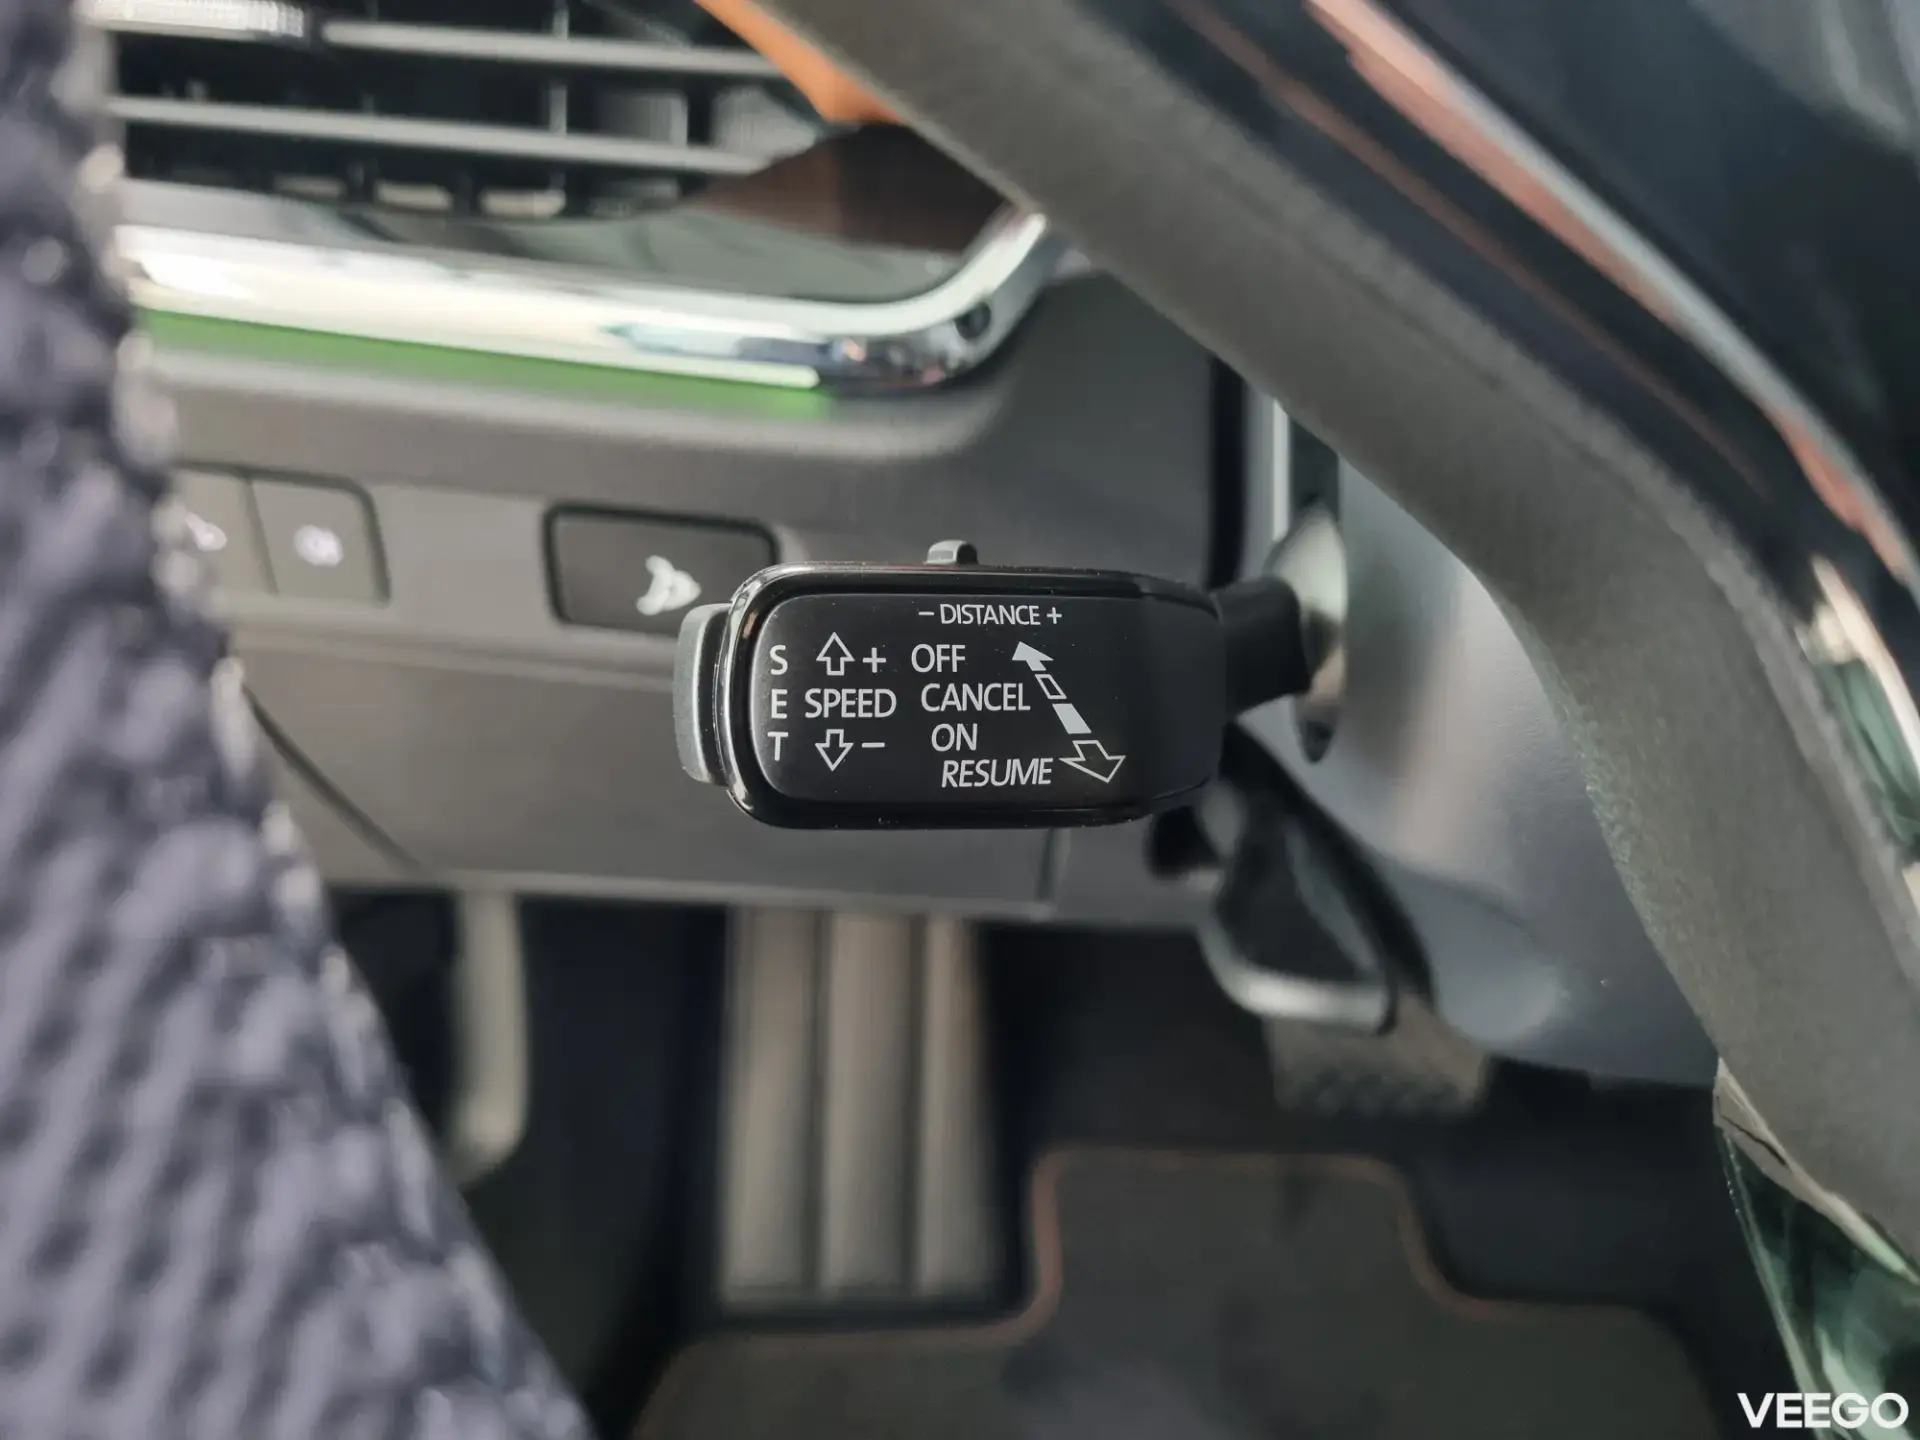 − DISTANCE +
S + OFF
E SPEED CANCEL
T − ON
RESUME
VEEGO